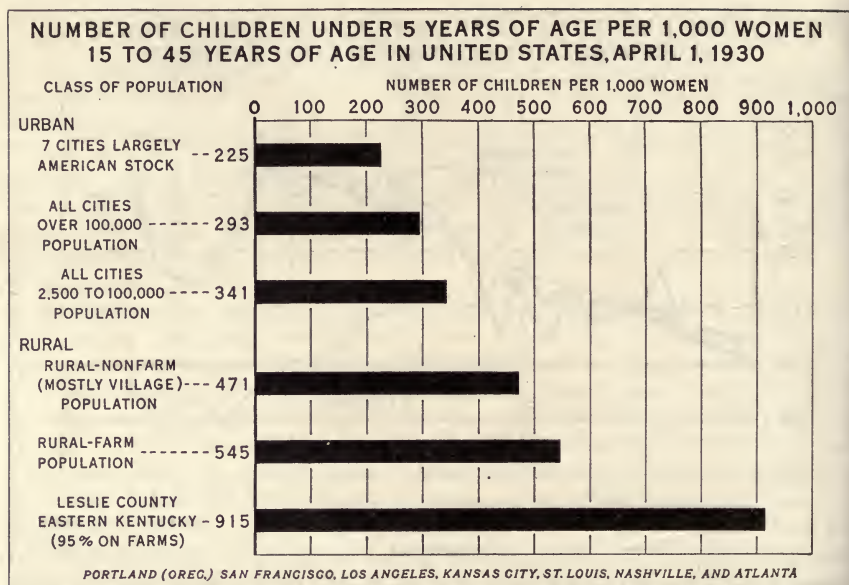 NUMBER OF CHILDREN UNDER 5 YEARS OF AGE PER 1,000 WOMEN
15 TO 45 YEARS OF AGE IN UNITED STATES, APRIL 1, 1930
CLASS OF POPULATION
NUMBER OF CHILDREN PER 1,000 WOMEN
0 100 200 300 400 500 600 700 800 900 1,000
URBAN
7 CITIES LARGELY
AMERICAN STOCK -- 225
ALL CITIES
OVER 100,000 ------ 293
POPULATION
ALL CITIES
2,500 TO 100,000 ---- 341
POPULATION
RURAL
RURAL-NONFARM
(MOSTLY VILLAGE)--- 471
POPULATION
RURAL-FARM
POPULATION ------- 545
LESLIE COUNTY
EASTERN KENTUCKY - 915
(95% ON FARMS)
PORTLAND (OREG.) SAN FRANCISCO, LOS ANGELES, KANSAS CITY, ST. LOUIS, NASHVILLE, AND ATLANTA